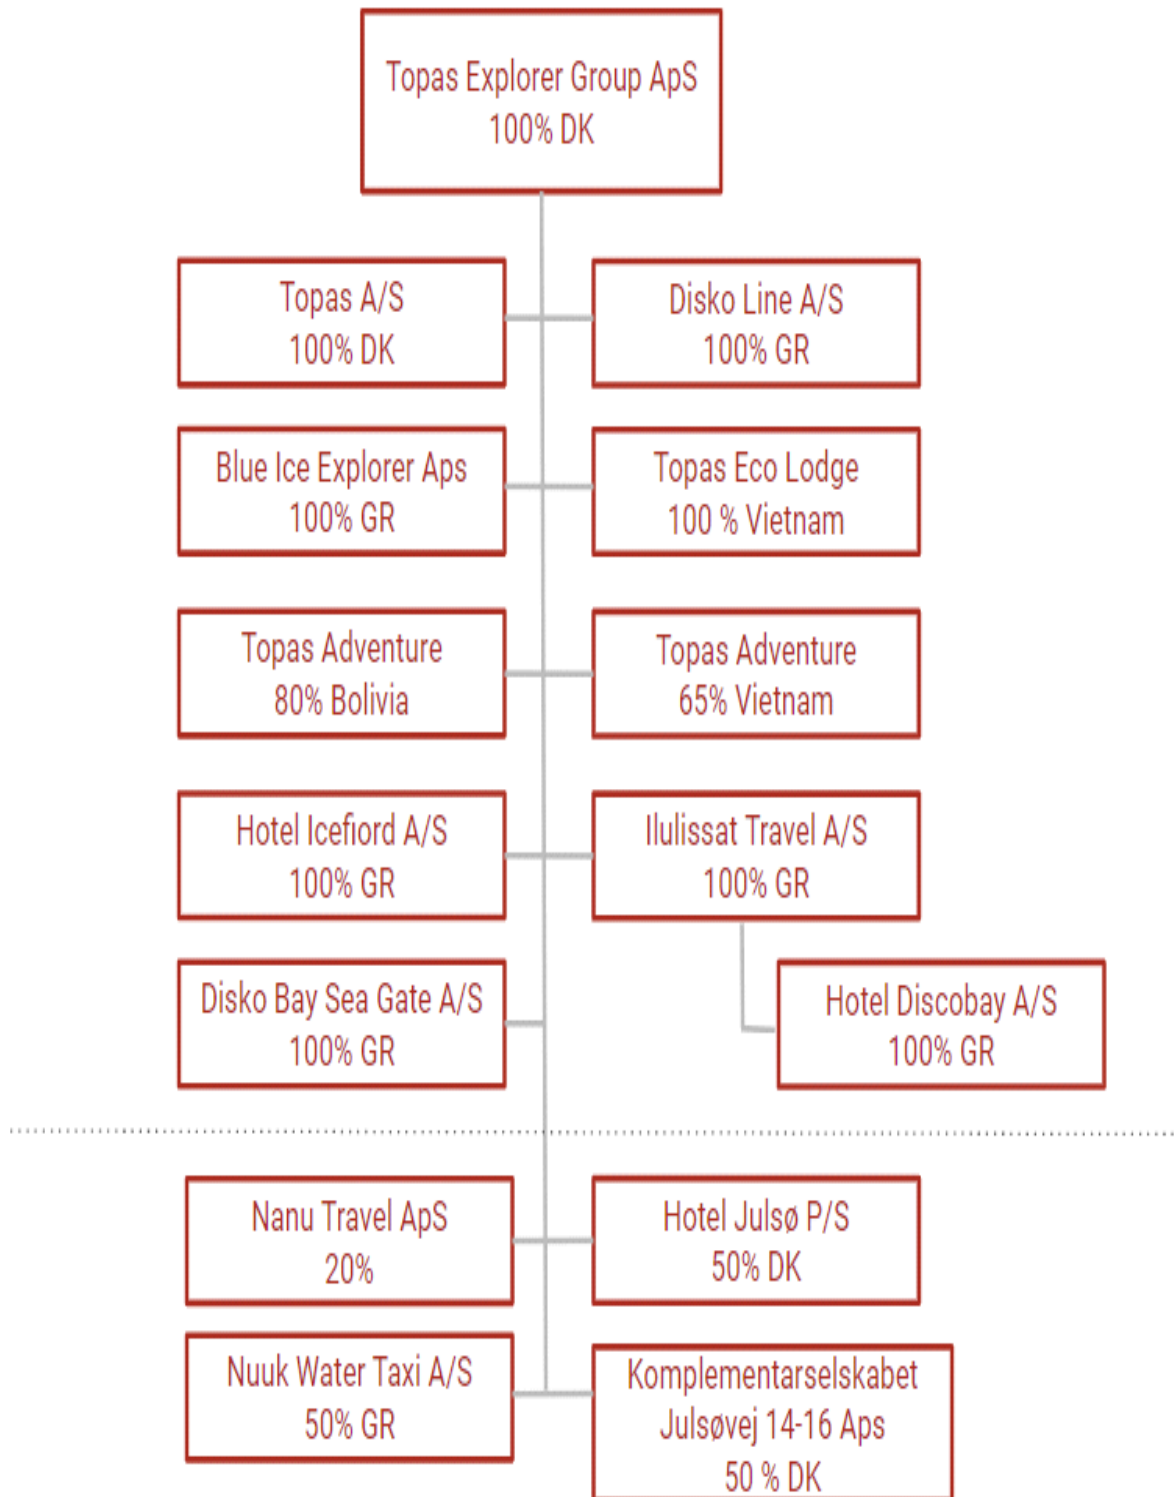 Topas Explorer Group ApS
100% DK
Topas A/S
100% DK
Disko Line A/S
100% GR
Blue Ice Explorer Aps
100% GR
Topas Eco Lodge
100 % Vietnam
Topas Adventure
80% Bolivia
Topas Adventure
65% Vietnam
Hotel Icefiord A/S
100% GR
Ilulissat Travel A/S
100% GR
Disko Bay Sea Gate A/S
100% GR
Hotel Discobay A/S
100% GR
Nanu Travel ApS
20%
Hotel Julsø P/S
50% DK
Nuuk Water Taxi A/S
50% GR
Komplementarselskabet
Julsøvej 14-16 Aps
50 % DK